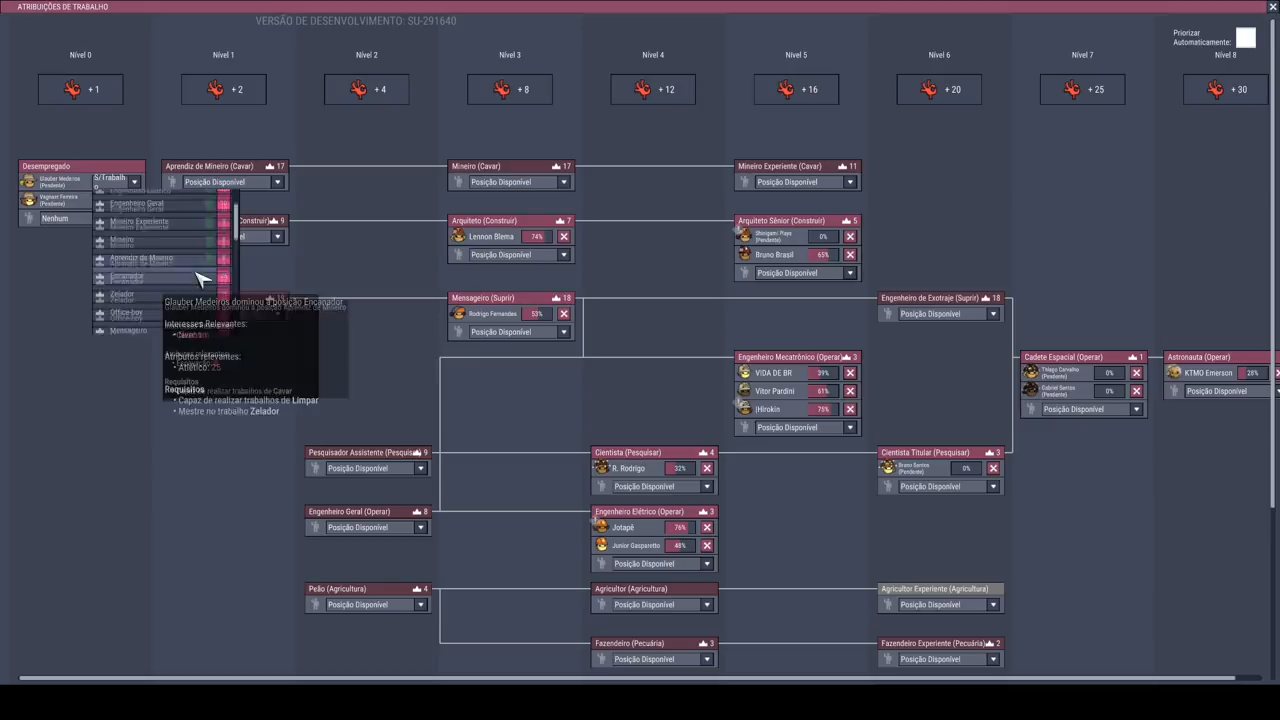 ATRIBUIÇÕES DE TRABALHO
VERSÃO DE DESENVOLVIMENTO: SU-291640
Priorizar
Automaticamente:
Nível 0
Nível 1
Nível 2
Nível 3
Nível 4
Nível 5
Nível 6
Nível 7
Nível 8
+ 1
+ 2
+ 4
+ 8
+ 12
+ 16
+ 20
+ 25
+ 30
Desempregado
Glauber Medeiros
(Pendente)
S/Trabalh
o
Vagner Ferreira
(Pendente)
Nenhum
Engenheiro Geral
Mineiro Experiente
Mineiro
Aprendiz de Mineiro
Encanador
Zelador
Office-boy
Mensageiro
Glauber Medeiros dominou a posição Encanador
Interesses Relevantes:
Atributos relevantes:
• Atlético: 25
Requisitos
• Capaz de realizar trabalhos de Limpar
• Mestre no trabalho Zelador
Aprendiz de Mineiro (Cavar) 17
Posição Disponível
Mineiro (Cavar) 17
Posição Disponível
Mineiro Experiente (Cavar) 11
Posição Disponível
Construir) 9
el
Arquiteto (Construir) 7
Lennon Blema 74%
Posição Disponível
Arquiteto Sênior (Construir) 5
Shinigami Plays
(Pendente) 0%
Bruno Brasil 65%
Posição Disponível
Mensageiro (Suprir) 18
Rodrigo Fernandes 53%
Posição Disponível
Engenheiro de Exotraje (Suprir) 18
Posição Disponível
Engenheiro Mecatrônico (Operar) 3
VIDA DE BR 39%
Vitor Pardini 61%
|Hirokin 75%
Posição Disponível
Cadete Espacial (Operar) 1
Thiago Carvalho
(Pendente) 0%
Gabriel Santos
(Pendente) 0%
Posição Disponível
Astronauta (Operar)
KTMO Emerson 28%
Posição Disponível
Pesquisador Assistente (Pesquisa 9
Posição Disponível
Cientista (Pesquisar) 4
R. Rodrigo 32%
Posição Disponível
Cientista Titular (Pesquisar) 3
Bruno Santos
(Pendente) 0%
Posição Disponível
Engenheiro Geral (Operar) 8
Posição Disponível
Engenheiro Elétrico (Operar) 3
Jotapê 76%
Junior Gasparetto 48%
Posição Disponível
Peão (Agricultura) 4
Posição Disponível
Agricultor (Agricultura)
Posição Disponível
Agricultor Experiente (Agricultura)
Posição Disponível
Fazendeiro (Pecuária) 3
Posição Disponível
Fazendeiro Experiente (Pecuária) 2
Posição Disponível